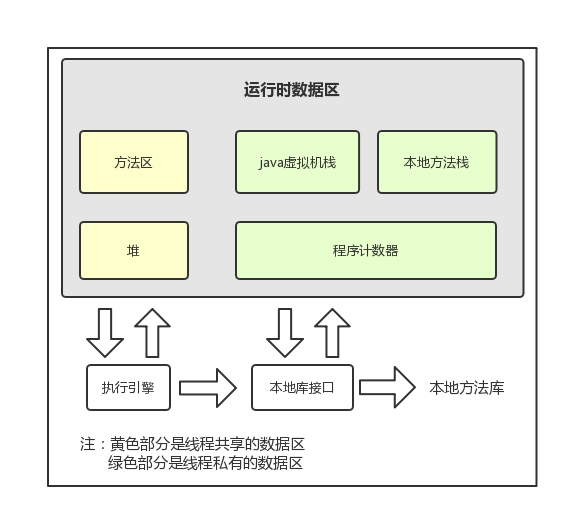 运行时数据区
方法区
java虚拟机栈
本地方法栈
堆
程序计数器
执行引擎
本地库接口
本地方法库
注：黄色部分是线程共享的数据区
绿色部分是线程私有的数据区